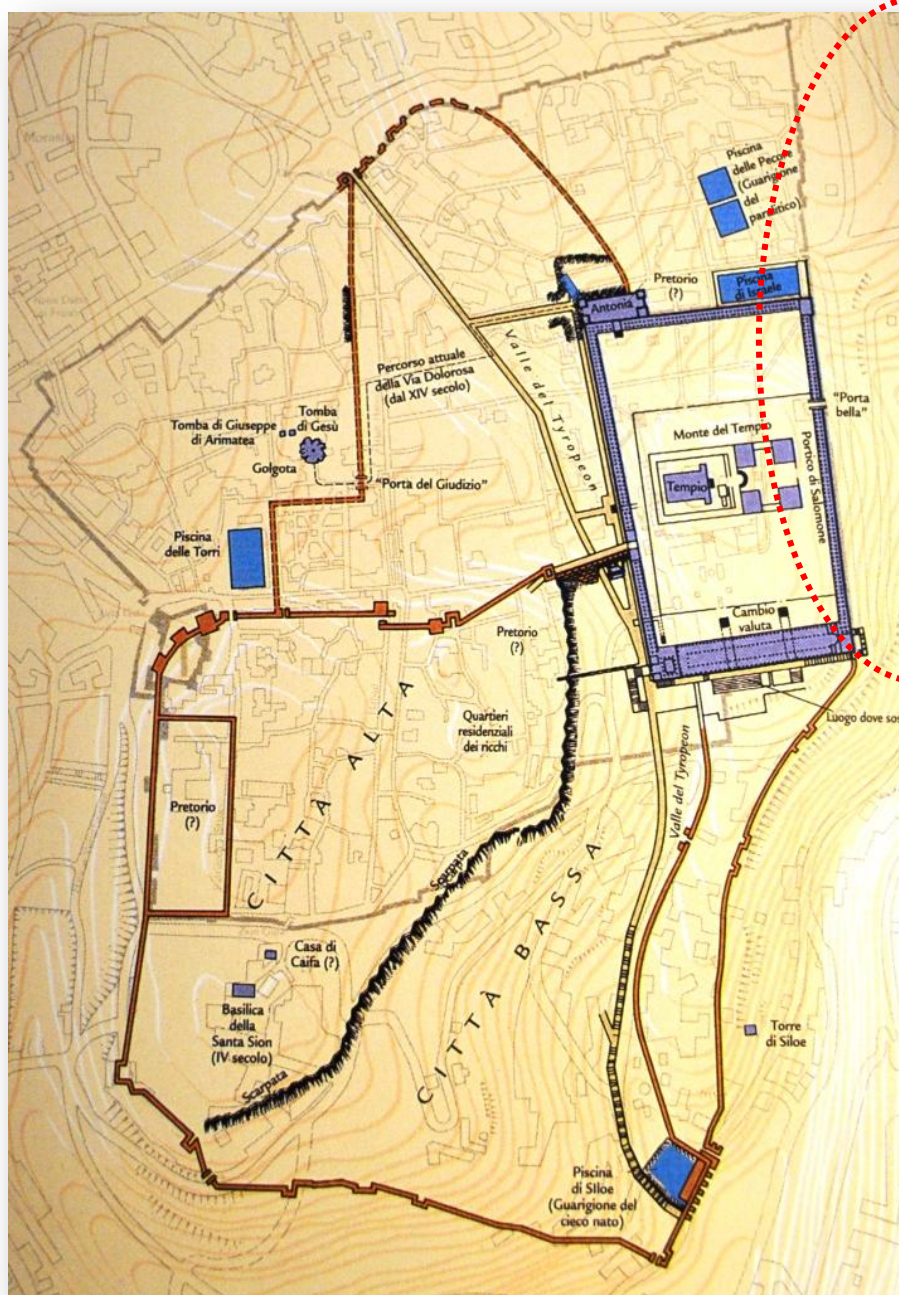 Morasha
Piscina
delle Pecore
(Guarigione
del
paralitico)
Pretorio
(?)
Piscina
di Israele
Antonia
Valle del Tyropeon
Percorso attuale
della Via Dolorosa
(dal XIV secolo)
"Porta
bella"
Tomba di Giuseppe
di Arimatea
Tomba
di Gesù
Golgota
Monte del Tempio
Portico di Salomone
"Porta del Giudizio"
Tempio
Piscina
delle Torri
Cambio
valuta
Pretorio
(?)
Luogo dove sos
Quartieri
residenziali
dei ricchi
Valle del Tyropeon
CITTÀ ALTA
Pretorio
(?)
Scarpata
CITTÀ BASSA
Casa di
Caifa (?)
Basilica
della
Santa Sion
(IV secolo)
Torre
di Siloe
Scarpata
Piscina
di SIloe
(Guarigione del
cieco nato)